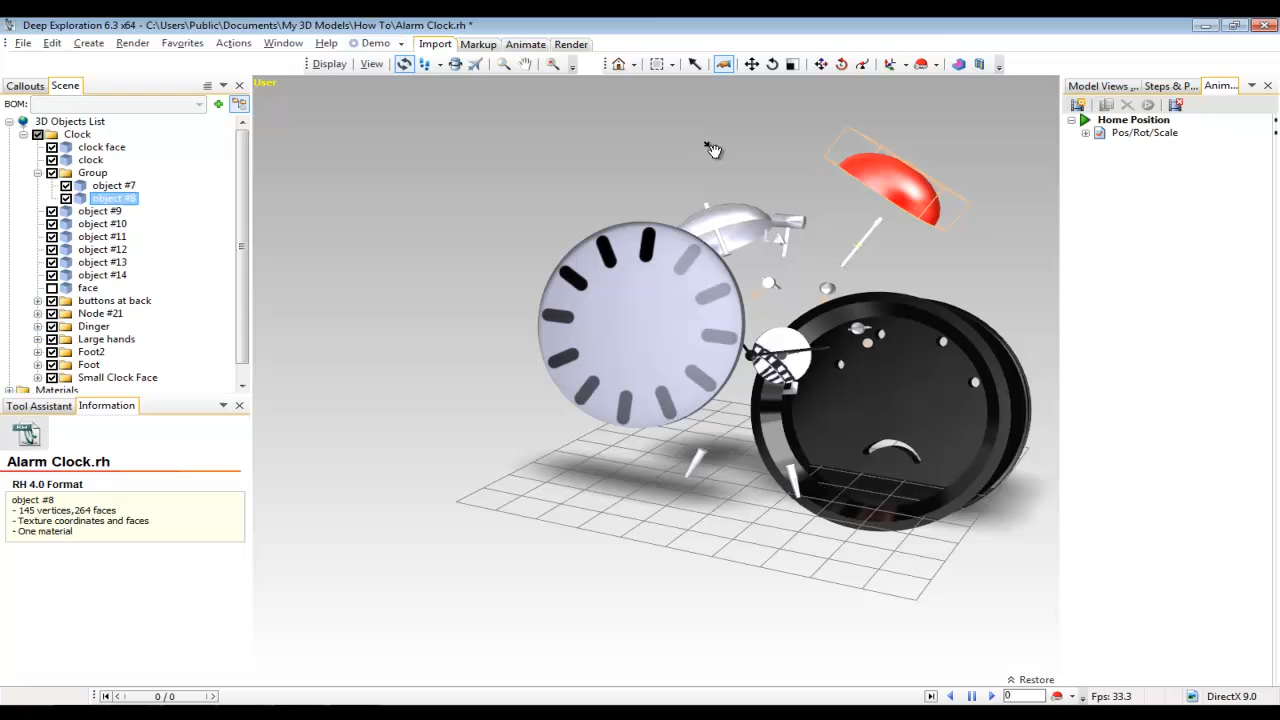 Deep Exploration 6.3 x64 - C:\Users\Public\Documents\My 3D Models\How To\Alarm Clock.rh *
File Edit Create Render Favorites Actions Window Help Demo Import Markup Animate Render
Display View
Callouts Scene
BOM:
3D Objects List
Clock
clock face
clock
Group
object #7
object #8
object #9
object #10
object #11
object #12
object #13
object #14
face
buttons at back
Node #21
Dinger
Large hands
Foot2
Foot
Small Clock Face
Materials
Tool Assistant Information
Alarm Clock.rh
RH 4.0 Format
object #8
- 145 vertices,264 faces
- Texture coordinates and faces
- One material
User
Model Views ... Steps & P... Anim...
Home Position
Pos/Rot/Scale
Restore
0 / 0
0
Fps: 33.3
DirectX 9.0